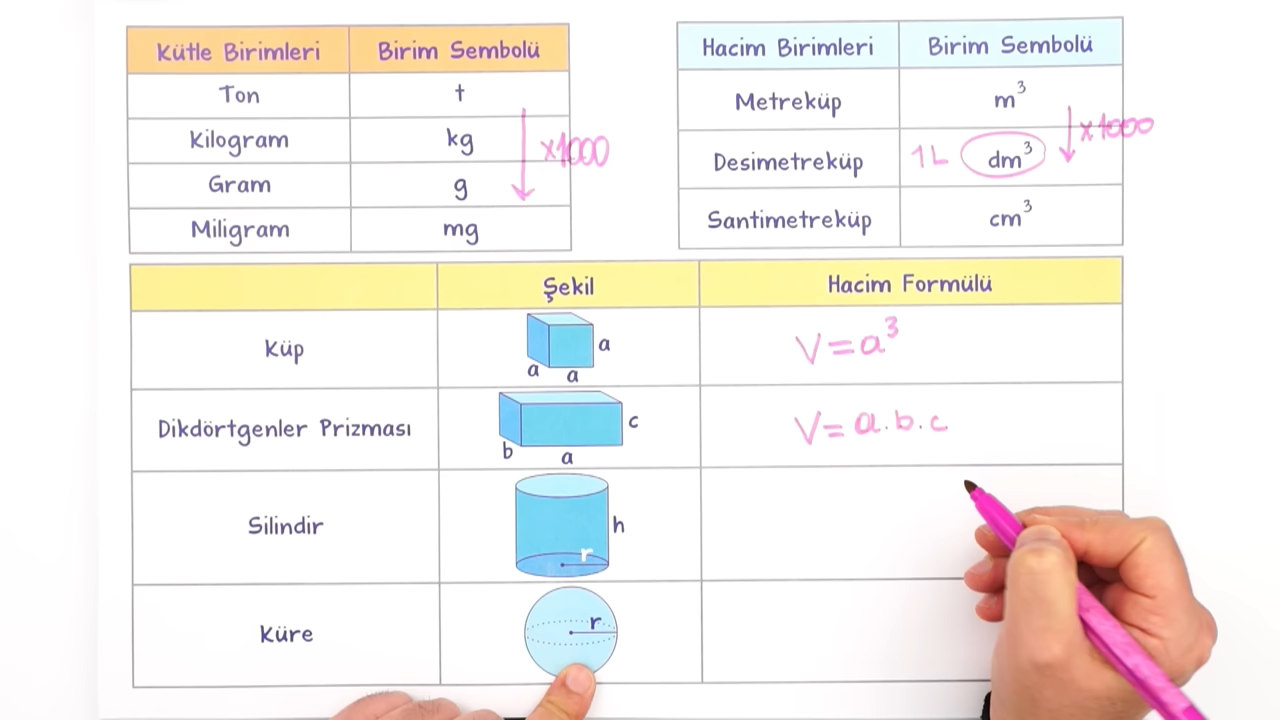 Kütle Birimleri Birim Sembolü
Ton t
Kilogram kg
Gram g
Miligram mg
x1000
Hacim Birimleri Birim Sembolü
Metreküp m³
Desimetreküp 1L dm³
Santimetreküp cm³
x1000
Şekil Hacim Formülü
Küp a a a V=a³
Dikdörtgenler Prizması b a c V=a.b.c
Silindir h r
Küre r